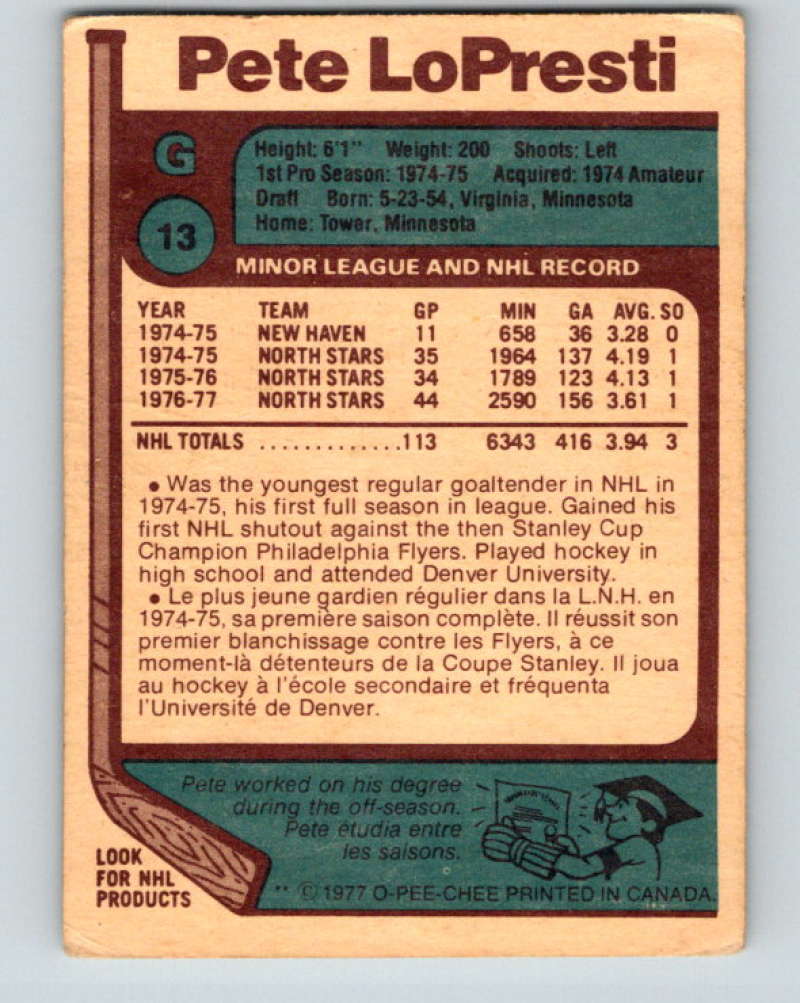 Pete LoPresti
G
Height: 6'1" Weight: 200 Shoots: Left
1st Pro Season: 1974-75 Acquired: 1974 Amateur
Draft Born: 5-23-54, Virginia, Minnesota
Home: Tower, Minnesota
13
MINOR LEAGUE AND NHL RECORD
YEAR TEAM GP MIN GA AVG. SO
1974-75 NEW HAVEN 11 658 36 3.28 0
1974-75 NORTH STARS 35 1964 137 4.19 1
1975-76 NORTH STARS 34 1789 123 4.13 1
1976-77 NORTH STARS 44 2590 156 3.61 1
NHL TOTALS .............113 6343 416 3.94 3
• Was the youngest regular goaltender in NHL in
1974-75, his first full season in league. Gained his
first NHL shutout against the then Stanley Cup
Champion Philadelphia Flyers. Played hockey in
high school and attended Denver University.
• Le plus jeune gardien régulier dans la L.N.H. en
1974-75, sa première saison complète. Il réussit son
premier blanchissage contre les Flyers, à ce
moment-là détenteurs de la Coupe Stanley. Il joua
au hockey à l'école secondaire et fréquenta
l'Université de Denver.
Pete worked on his degree
during the off-season.
Pete étudia entre
les saisons.
LOOK
FOR NHL
PRODUCTS
** © 1977 O-PEE-CHEE PRINTED IN CANADA.